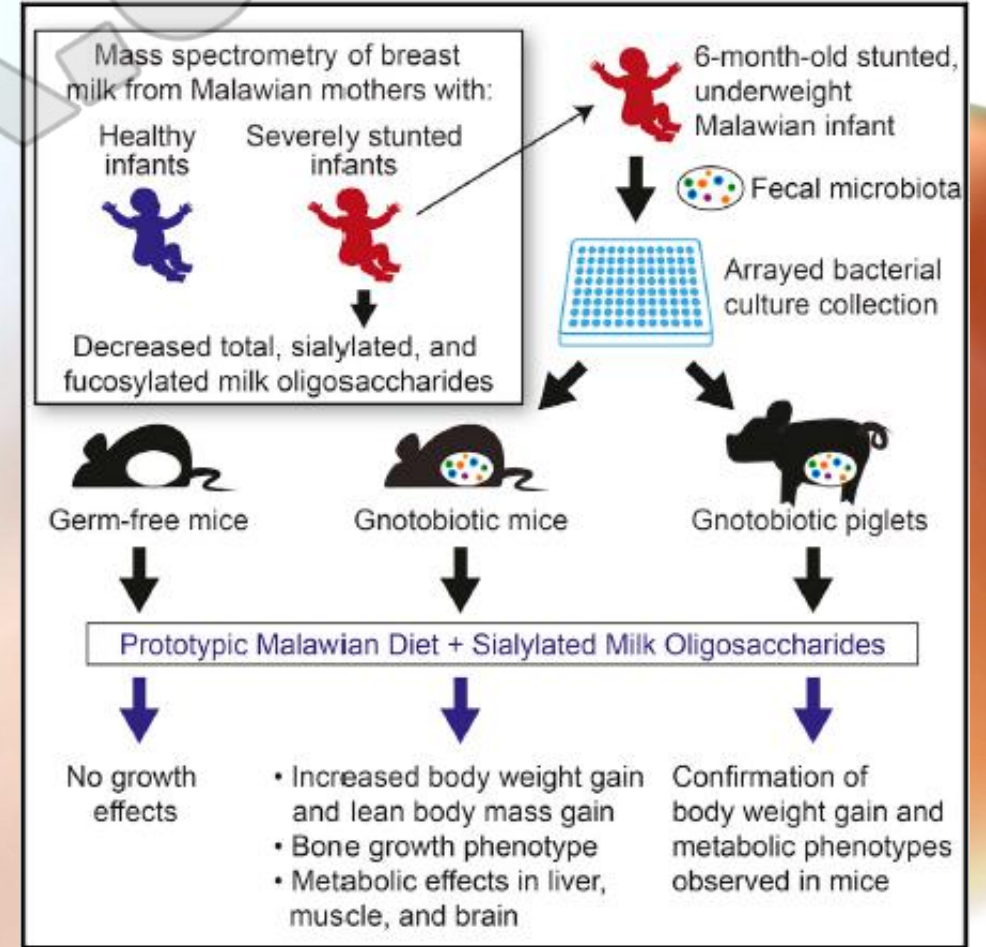 Mass spectrometry of breast
milk from Malawian mothers with:
Healthy
infants
Severely stunted
infants
Decreased total, sialylated, and
fucosylated milk oligosaccharides
6-month-old stunted,
underweight
Malawian infant
Fecal microbiota
Arrayed bacterial
culture collection
Germ-free mice
Gnotobiotic mice
Gnotobiotic piglets
Prototypic Malawian Diet + Sialylated Milk Oligosaccharides
No growth
effects
• Increased body weight gain
and lean body mass gain
• Bone growth phenotype
• Metabolic effects in liver,
muscle, and brain
Confirmation of
body weight gain and
metabolic phenotypes
observed in mice